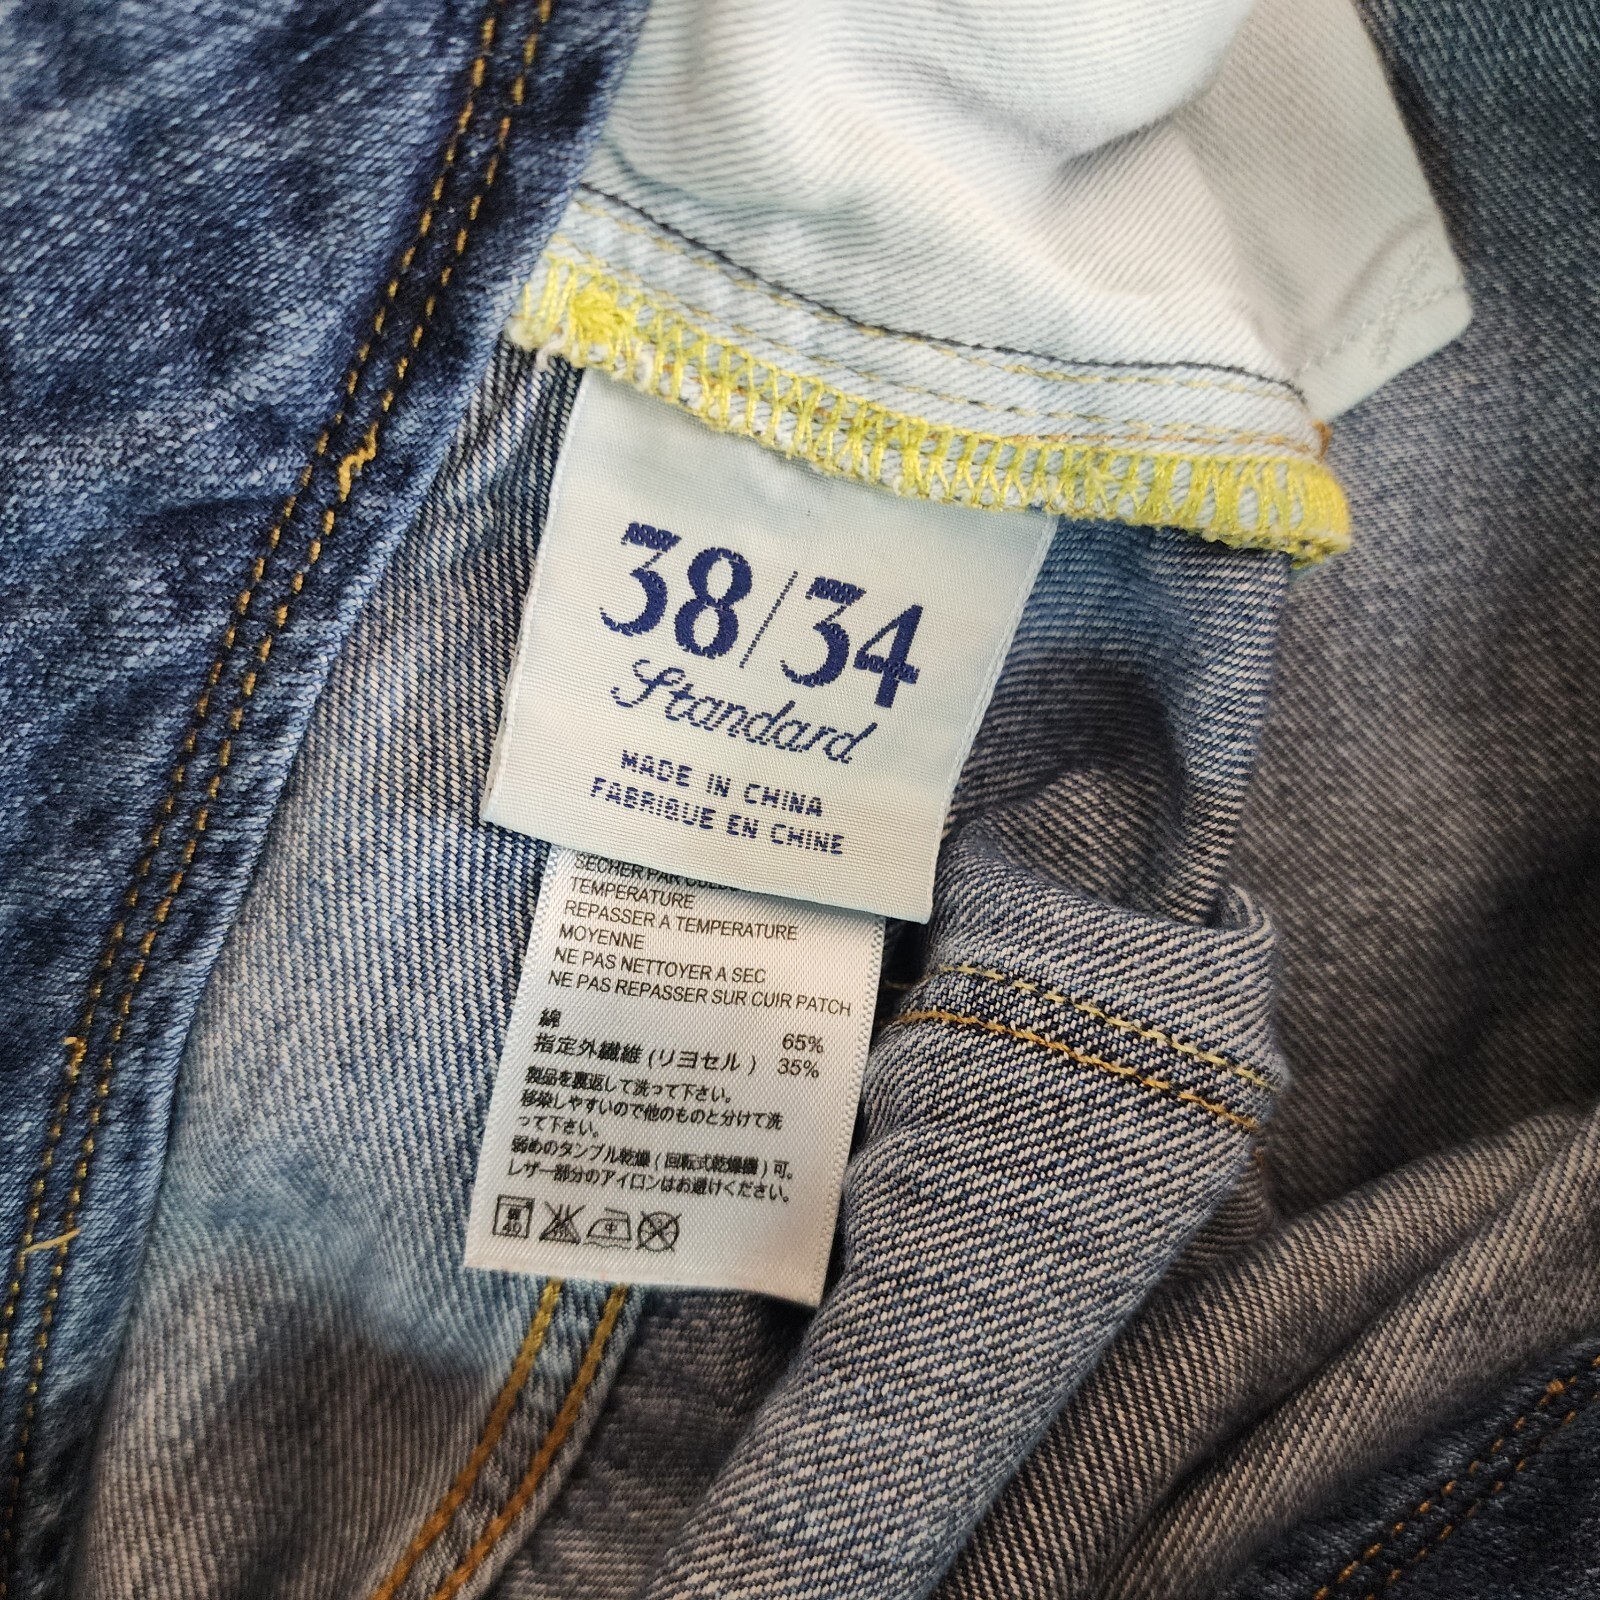 38/34
Standard
MADE IN CHINA
FABRIQUE EN CHINE
SECHER PAR
TEMPERATURE
REPASSER A TEMPERATURE
MOYENNE
NE PAS NETTOYER A SEC
NE PAS REPASSER SUR CUIR PATCH
綿 65%
指定外繊維 (リヨセル) 35%
製品を裏返して洗って下さい。
移染しやすいので他のものと分けて洗
って下さい。
弱めのタンブル乾燥 (回転式乾燥機) 可。
レザー部分のアイロンはお避けください。
40 中